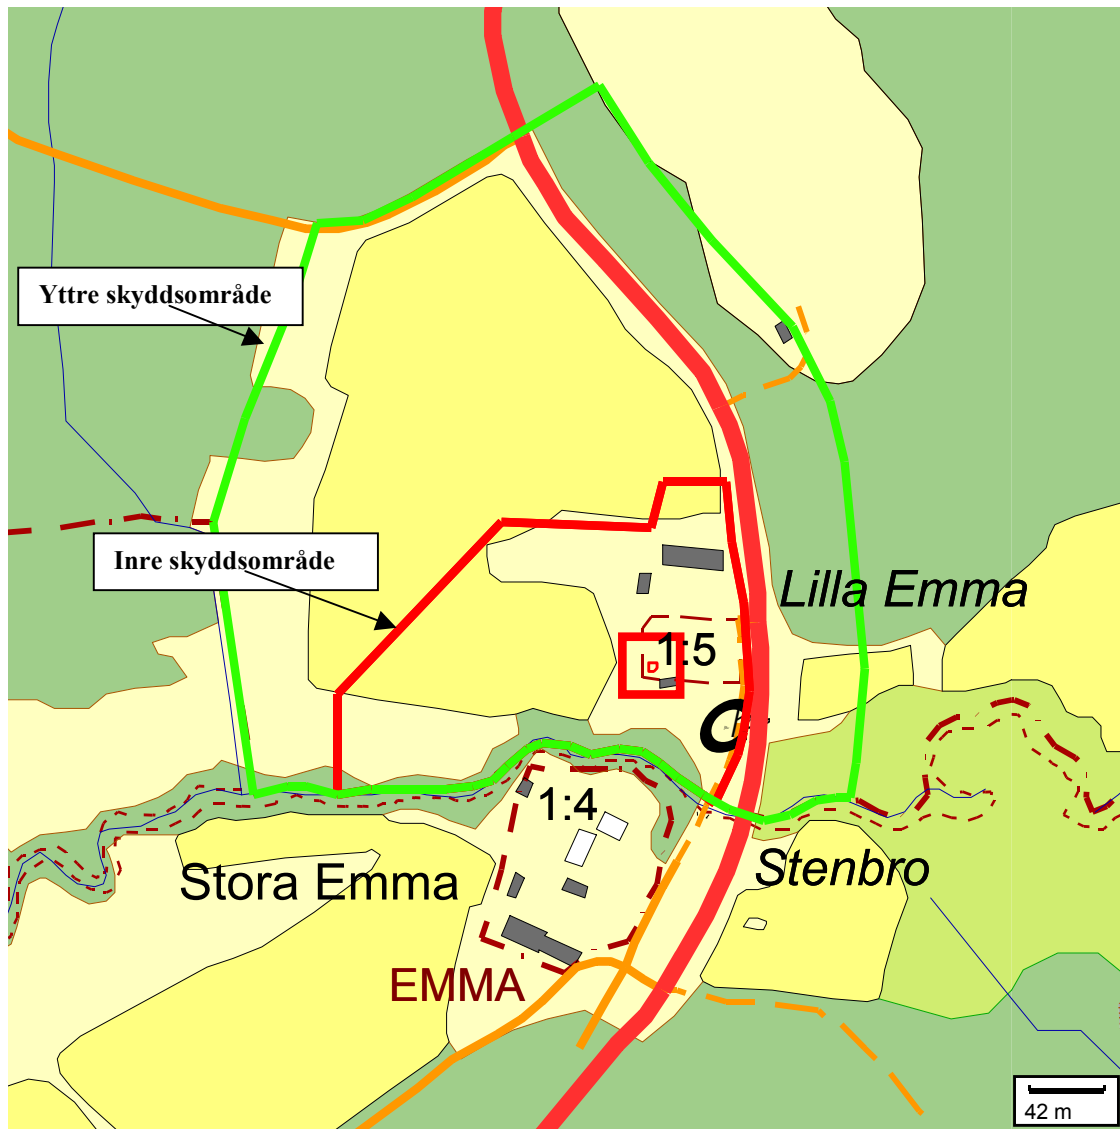 Yttre skyddsområde
Inre skyddsområde
Lilla Emma
1:5
1:4
Stora Emma
Stenbro
EMMA
42 m